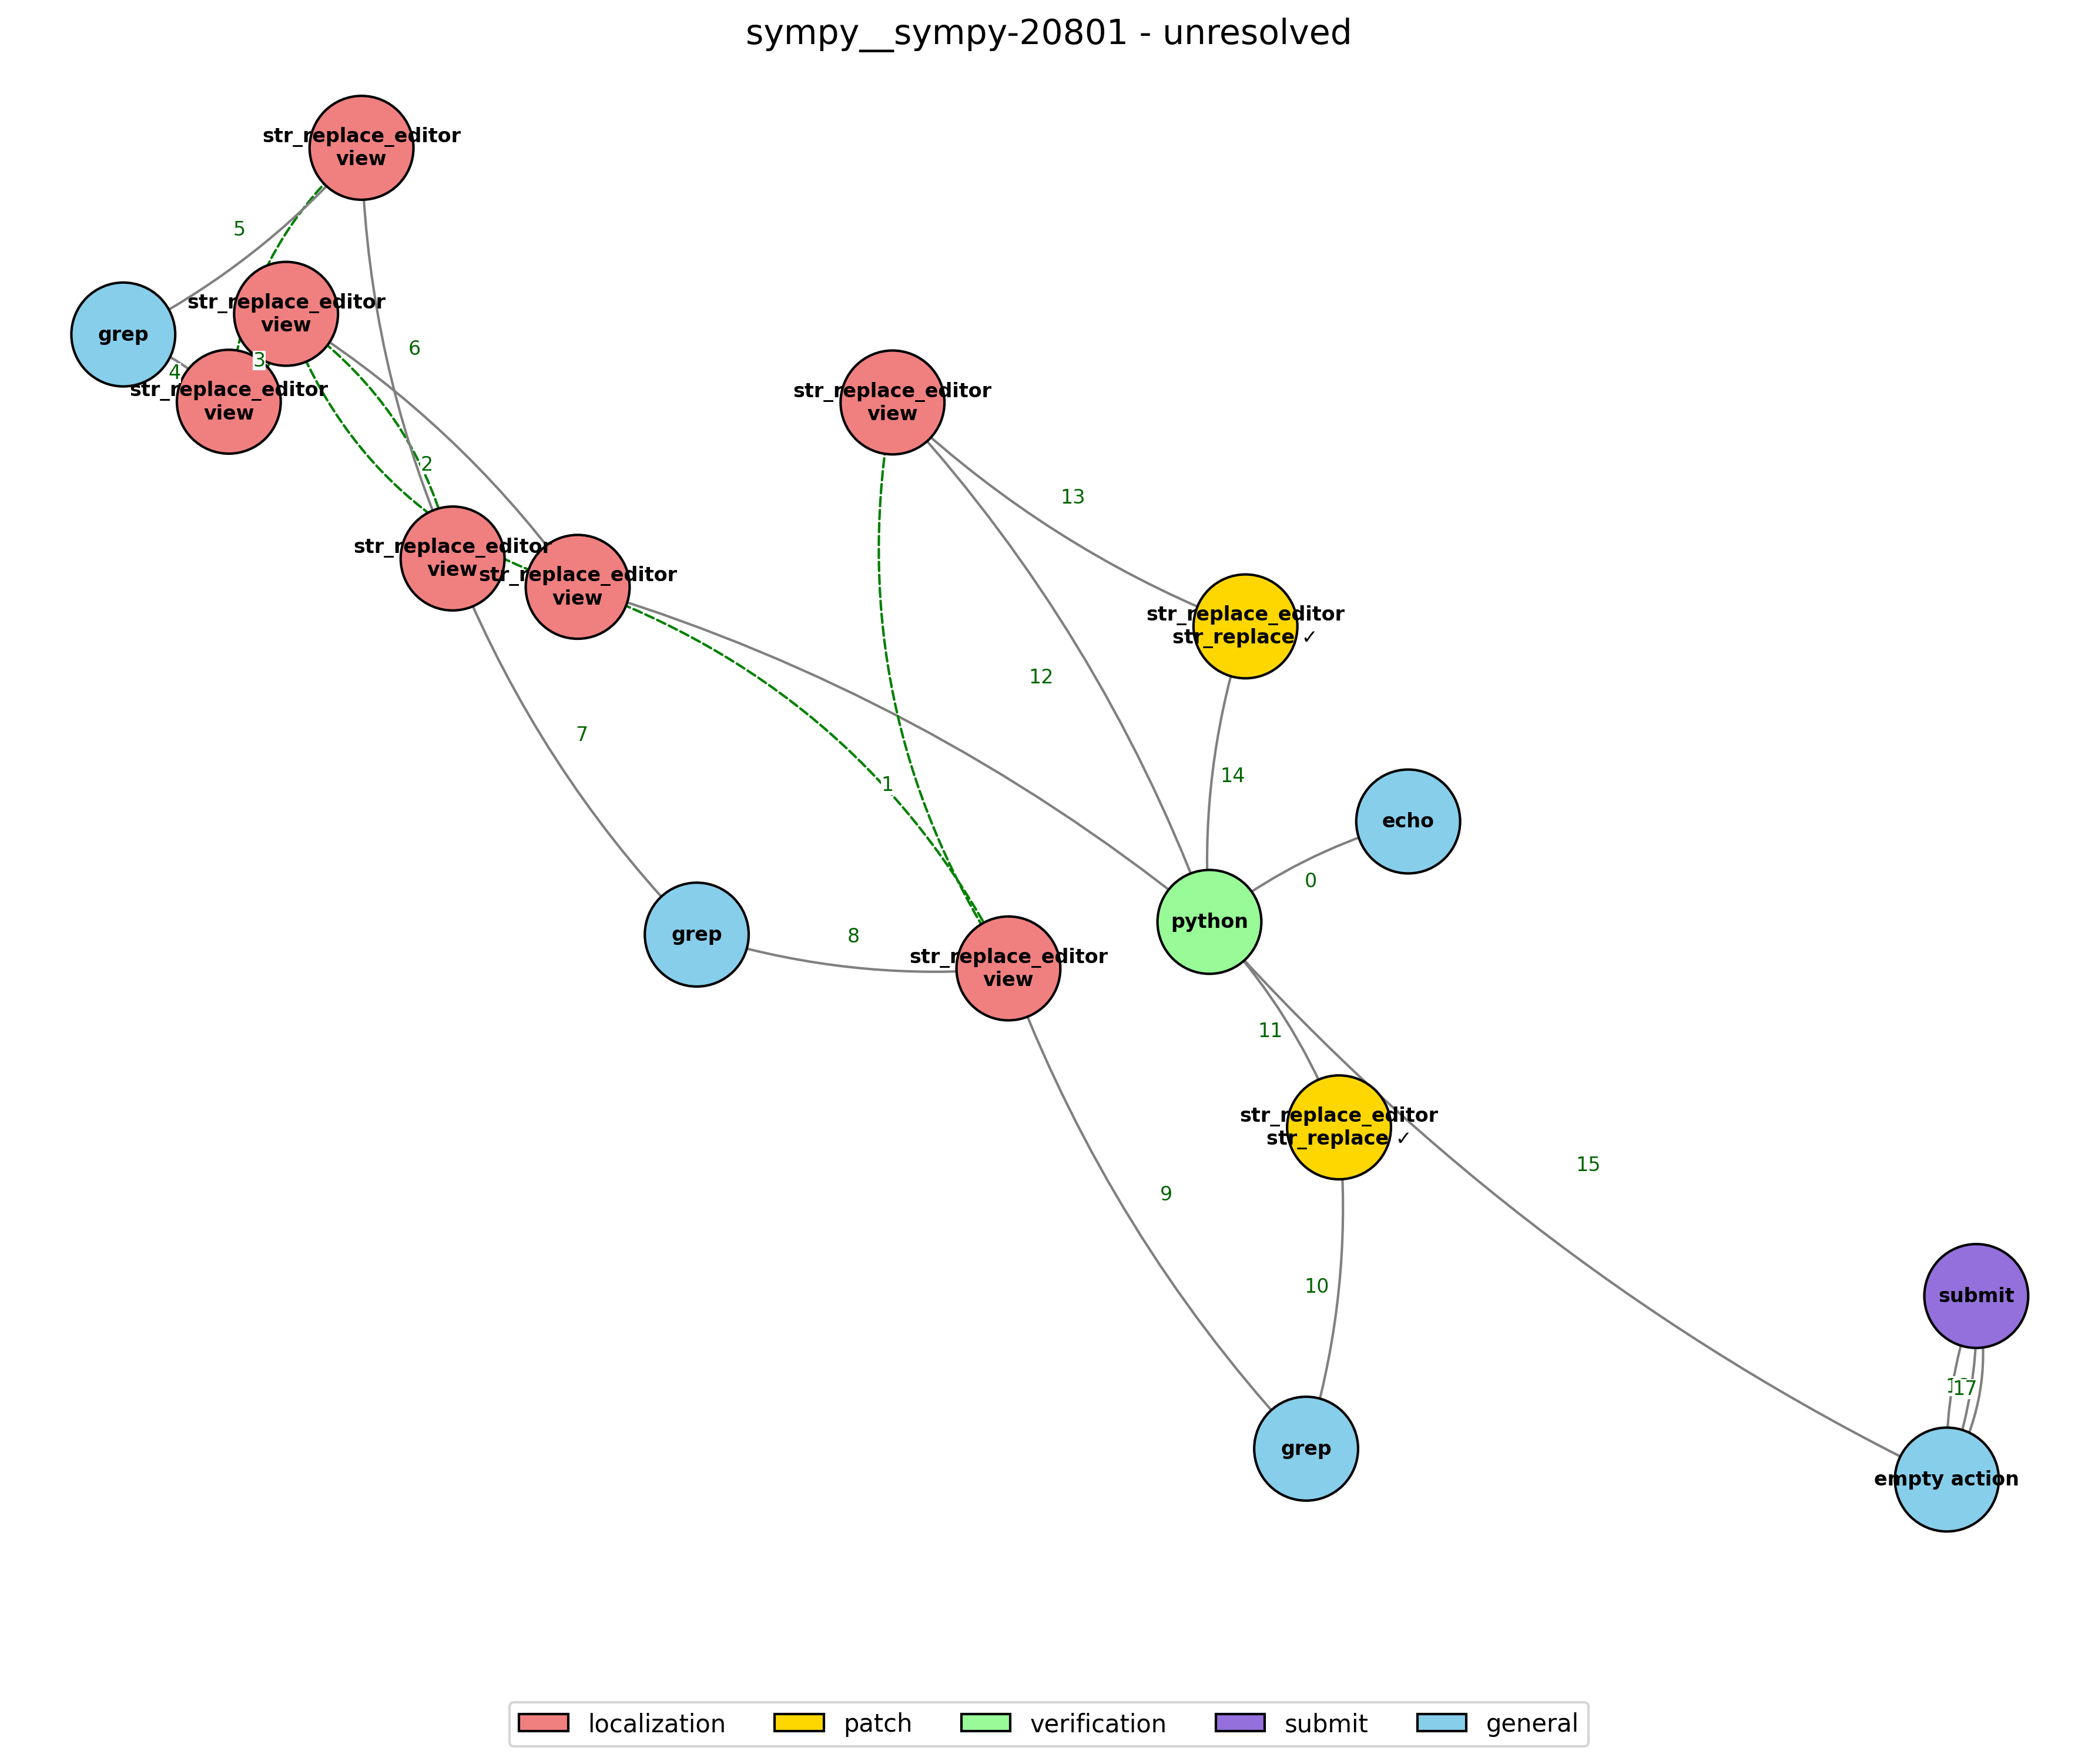 sympy__sympy-20801 - unresolved
str_replace_editor
view
5
str_replace_editor
view
grep
3
4
str_replace_editor
view
6
str_replace_editor
view
2
13
str_replace_editor
view
str_replace_editor
view
str_replace_editor
str_replace ✓
12
7
14
1
echo
0
python
grep
8
str_replace_editor
view
11
str_replace_editor
str_replace ✓
15
9
10
submit
17
grep
empty action
localization
patch
verification
submit
general